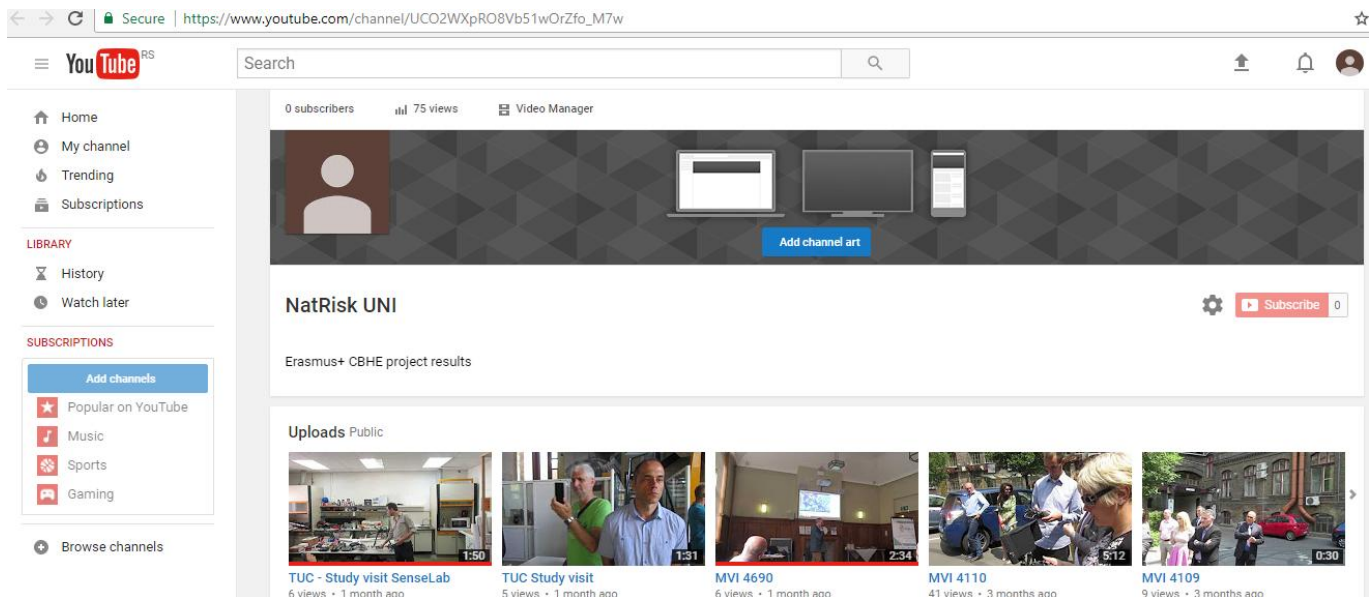 Secure | https://www.youtube.com/channel/UCO2WXpRO8Vb51wOrZfo_M7w
YouTube RS
Search
Home
My channel
Trending
Subscriptions
LIBRARY
History
Watch later
SUBSCRIPTIONS
Add channels
Popular on YouTube
Music
Sports
Gaming
Browse channels
0 subscribers 75 views Video Manager
Add channel art
NatRisk UNI
Subscribe 0
Erasmus+ CBHE project results
Uploads Public
1:50 1:31 2:34 5:12 0:30
TUC - Study visit SenseLab
6 views • 1 month ago
TUC Study visit
5 views • 1 month ago
MVI 4690
6 views • 1 month ago
MVI 4110
41 views • 3 months ago
MVI 4109
9 views • 3 months ago